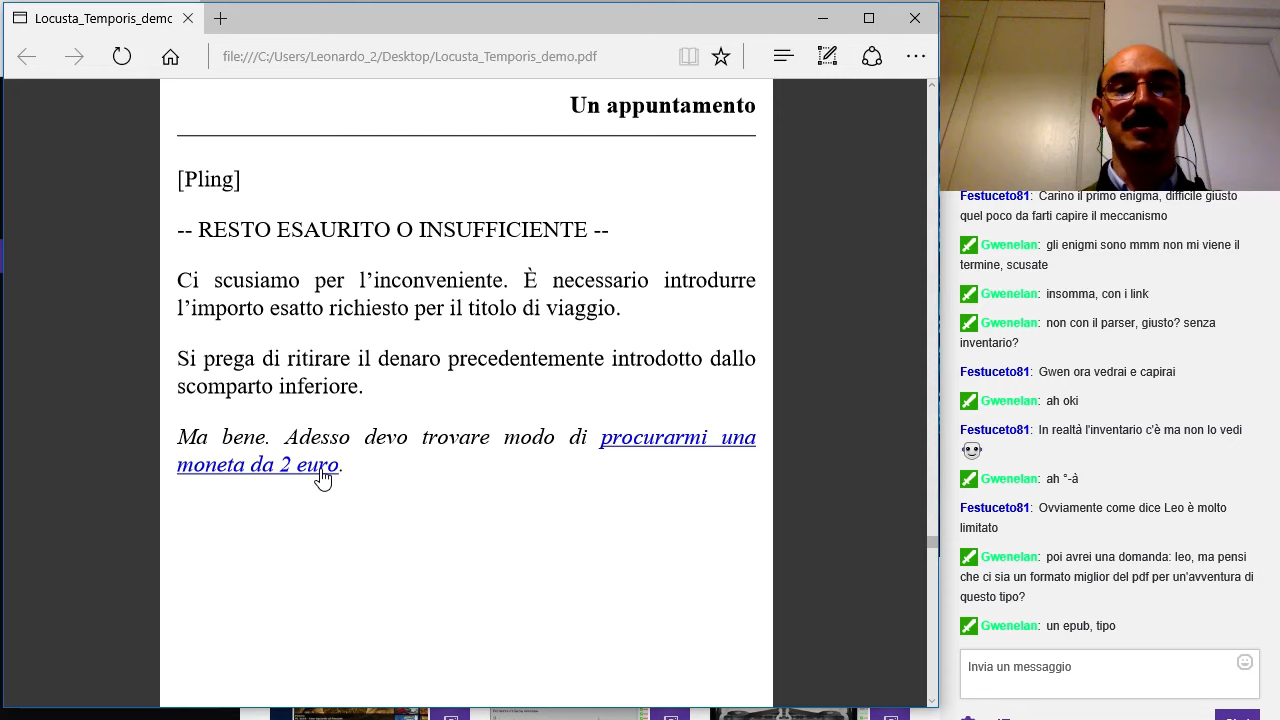 Locusta_Temporis_demo
file:///C:/Users/Leonardo_2/Desktop/Locusta_Temporis_demo.pdf
Un appuntamento
[Pling]
-- RESTO ESAURITO O INSUFFICIENTE --
Ci scusiamo per l’inconveniente. È necessario introdurre
l’importo esatto richiesto per il titolo di viaggio.
Si prega di ritirare il denaro precedentemente introdotto dallo
scomparto inferiore.
Ma bene. Adesso devo trovare modo di procurarmi una
moneta da 2 euro.
Festuceto81: Carino il primo enigma, difficile giusto
quel poco da farti capire il meccanismo
Gwenelan: gli enigmi sono mmm non mi viene il
termine, scusate
Gwenelan: insomma, con i link
Gwenelan: non con il parser, giusto? senza
inventario?
Festuceto81: Gwen ora vedrai e capirai
Gwenelan: ah oki
Festuceto81: In realtà l'inventario c'è ma non lo vedi
Gwenelan: ah °-à
Festuceto81: Ovviamente come dice Leo è molto
limitato
Gwenelan: poi avrei una domanda: leo, ma pensi
che ci sia un formato miglior del pdf per un'avventura di
questo tipo?
Gwenelan: un epub, tipo
Invia un messaggio